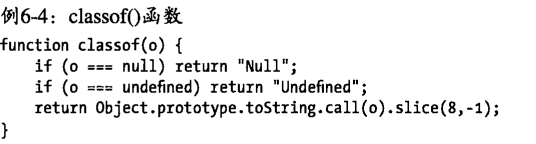 例6-4：classof()函数
function classof(o) {
    if (o === null) return "Null";
    if (o === undefined) return "Undefined";
    return Object.prototype.toString.call(o).slice(8,-1);
}